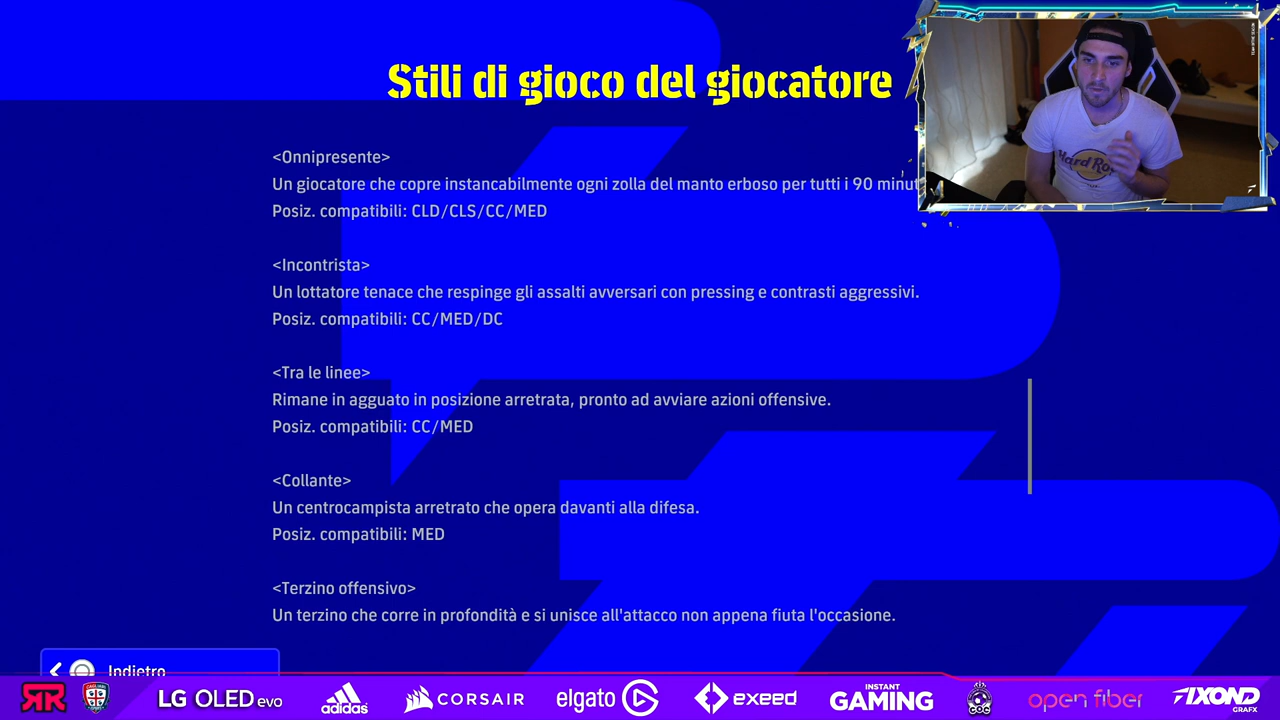 Stili di gioco del giocatore
<Onnipresente>
Un giocatore che copre instancabilmente ogni zolla del manto erboso per tutti i 90 minut
Posiz. compatibili: CLD/CLS/CC/MED
<Incontrista>
Un lottatore tenace che respinge gli assalti avversari con pressing e contrasti aggressivi.
Posiz. compatibili: CC/MED/DC
<Tra le linee>
Rimane in agguato in posizione arretrata, pronto ad avviare azioni offensive.
Posiz. compatibili: CC/MED
<Collante>
Un centrocampista arretrato che opera davanti alla difesa.
Posiz. compatibili: MED
<Terzino offensivo>
Un terzino che corre in profondità e si unisce all'attacco non appena fiuta l'occasione.
Indietro
LG OLED evo
adidas
CORSAIR
elgato
exeed
INSTANT
GAMING
open fiber
IXOND
GRAFX
Hard Ro